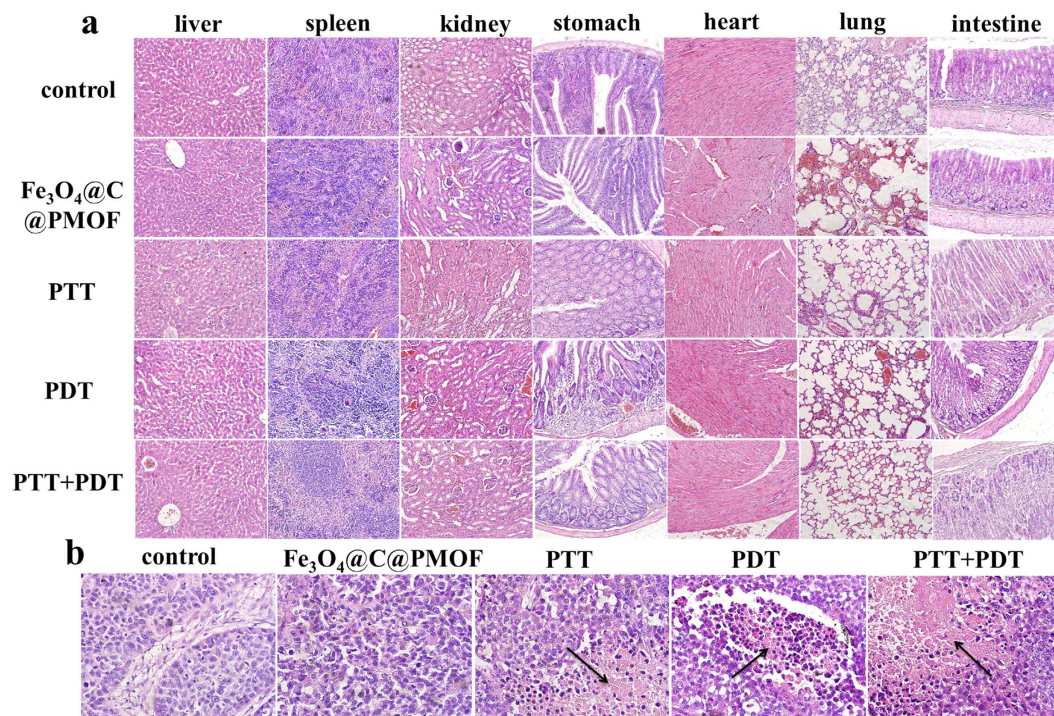 a
liver spleen kidney stomach heart lung intestine
control
Fe₃O₄@C
@PMOF
PTT
PDT
PTT+PDT
b
control Fe₃O₄@C@PMOF PTT PDT PTT+PDT